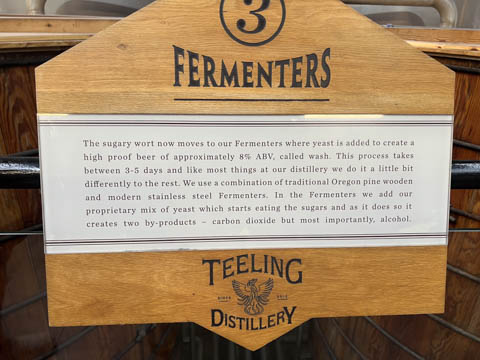 3
FERMENTERS
The sugary wort now moves to our Fermenters where yeast is added to create a
high proof beer of approximately 8% ABV, called wash. This process takes
between 3-5 days and like most things at our distillery we do it a little bit
differently to the rest. We use a combination of traditional Oregon pine wooden
and modern stainless steel Fermenters. In the Fermenters we add our
proprietary mix of yeast which starts eating the sugars and as it does so it
creates two by-products – carbon dioxide but most importantly, alcohol.
TEELING
SINCE
DISTILLERY